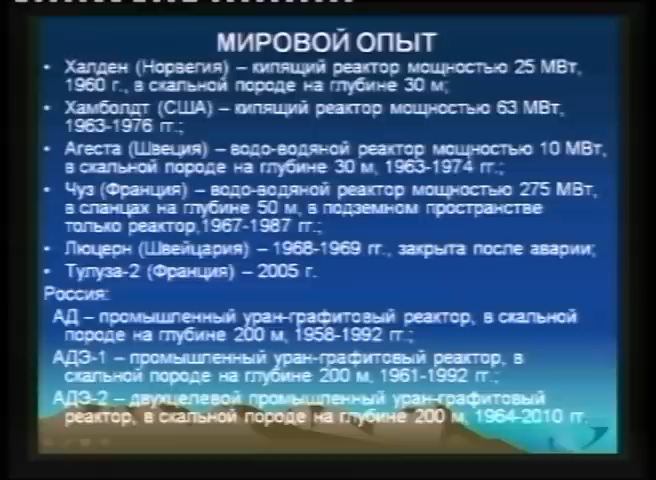 МИРОВОЙ ОПЫТ
• Халден (Норвегия) – кипящий реактор мощностью 25 МВт,
1960 г., в скальной породе на глубине 30 м;
• Хамболдт (США) – кипящий реактор мощностью 63 МВт,
1963-1976 гг.;
• Агеста (Швеция) – водо-водяной реактор мощностью 10 МВт,
в скальной породе на глубине 30 м, 1963-1974 гг.;
• Чуз (Франция) – водо-водяной реактор мощностью 275 МВт,
в сланцах на глубине 50 м, в подземном пространстве
только реактор,1967-1987 гг.;
• Люцерн (Швейцария) – 1968-1969 гг., закрыта после аварии;
• Тулуза-2 (Франция) – 2005 г.
Россия:
АД – промышленный уран-графитовый реактор, в скальной
породе на глубине 200 м, 1958-1992 гг.;
АДЭ-1 – промышленный уран-графитовый реактор, в
скальной породе на глубине 200 м, 1961-1992 гг.;
АДЭ-2 – двухцелевой промышленный уран-графитовый
реактор, в скальной породе на глубине 200 м, 1964-2010 гг.